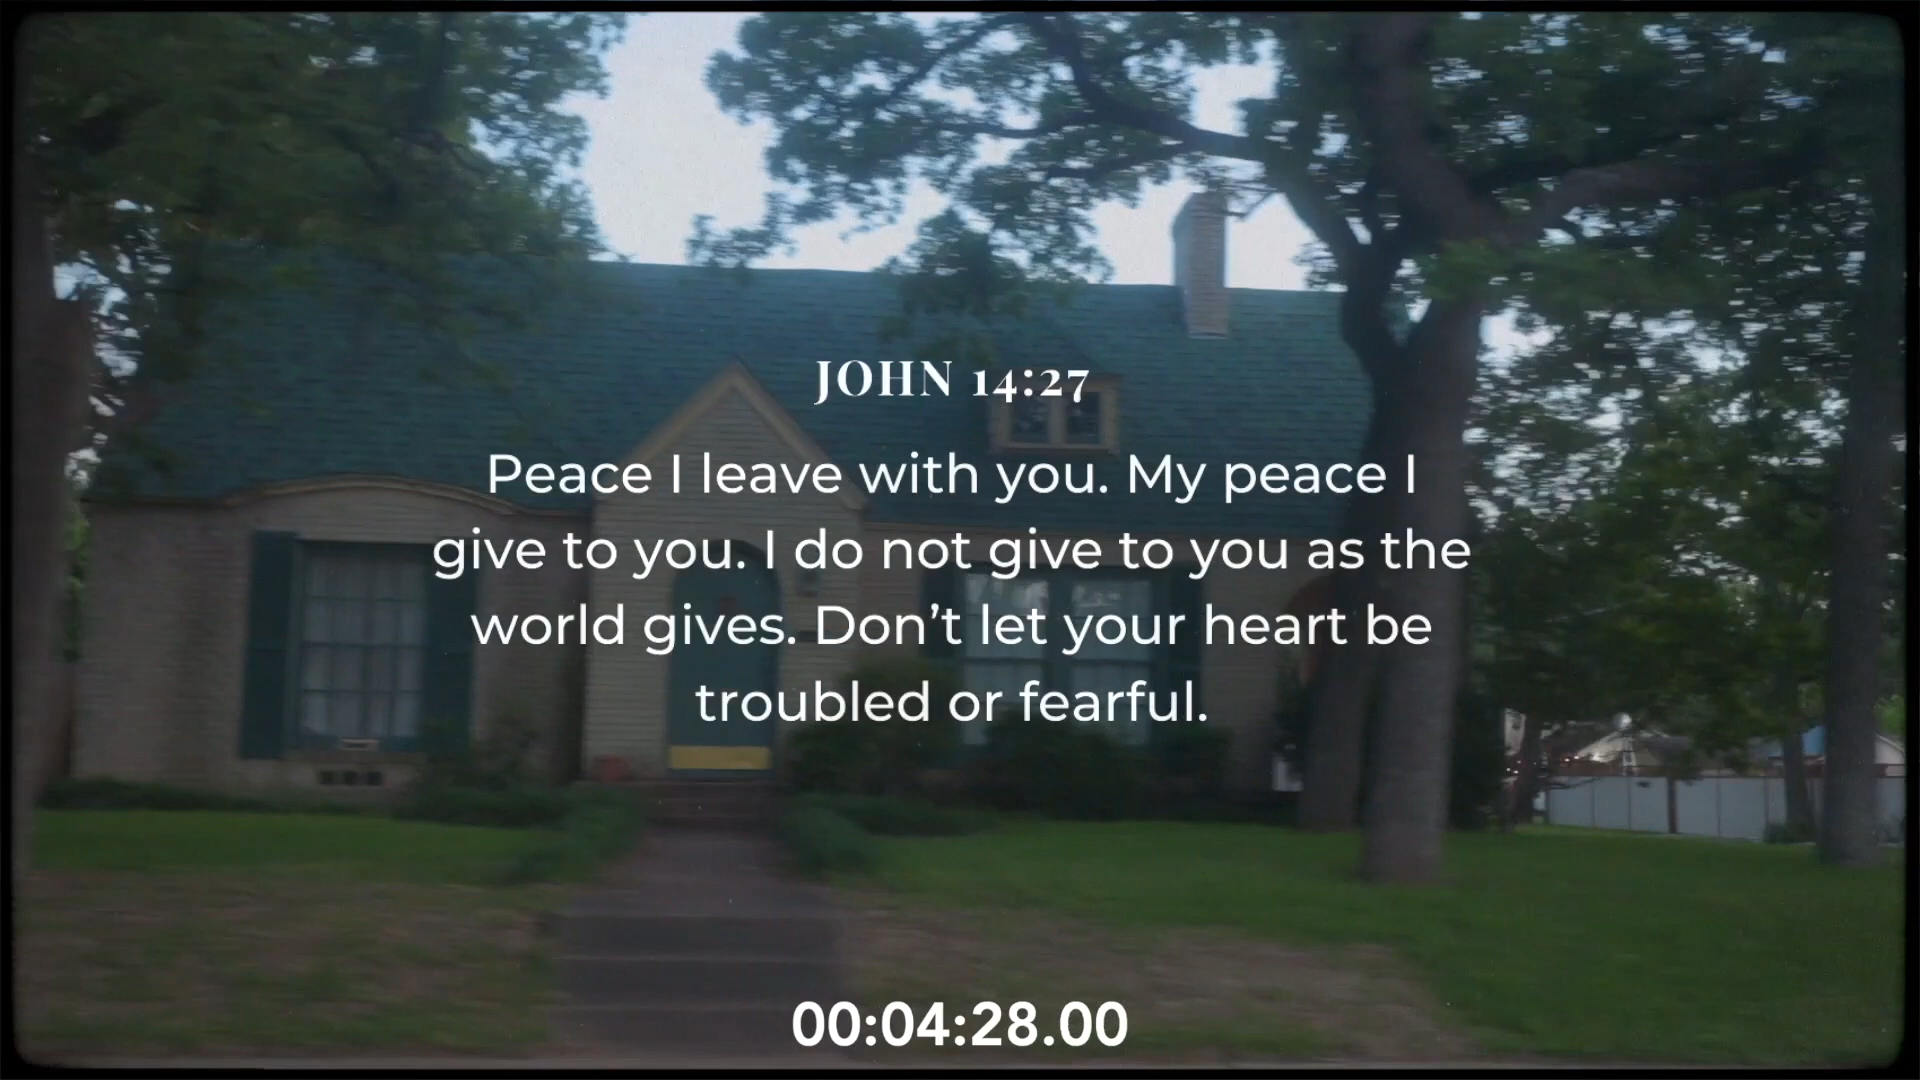 JOHN 14:27
Peace I leave with you. My peace I
give to you. I do not give to you as the
world gives. Don’t let your heart be
troubled or fearful.
00:04:28.00